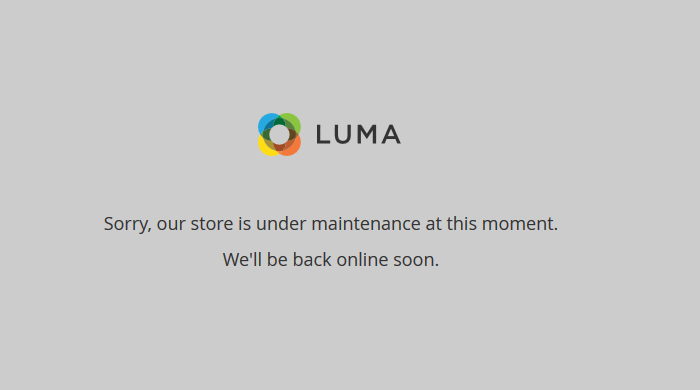 LUMA
Sorry, our store is under maintenance at this moment.
We'll be back online soon.